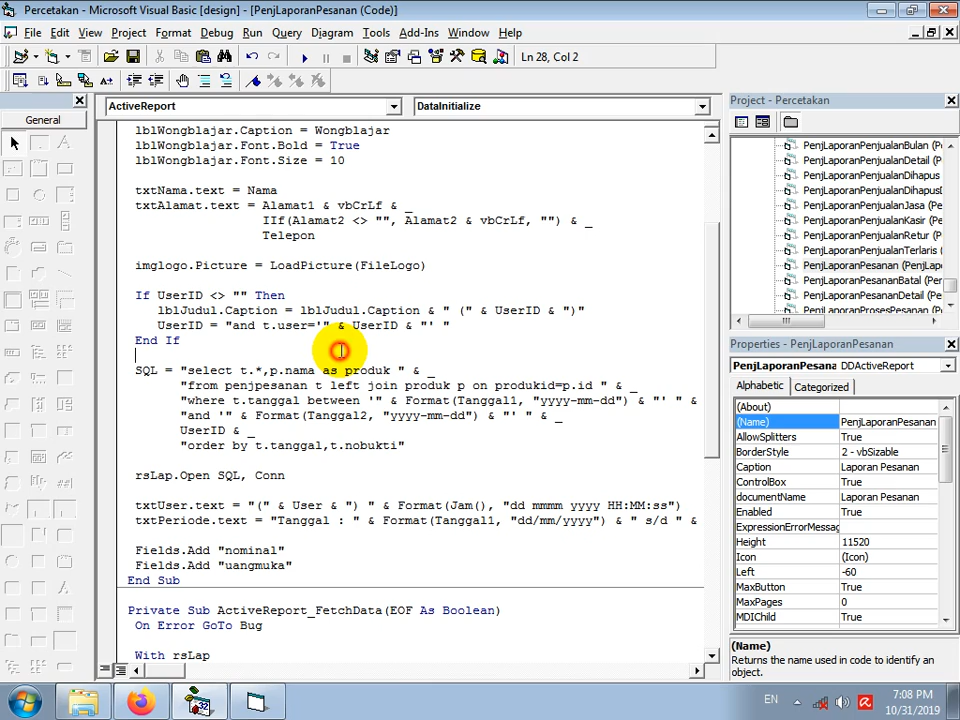 Percetakan - Microsoft Visual Basic [design] - [PenjLaporanPesanan (Code)]
File Edit View Project Format Debug Run Query Diagram Tools Add-Ins Window Help
Ln 28, Col 2
General
ActiveReport
DataInitialize
lblWongblajar.Caption = Wongblajar
lblWongblajar.Font.Bold = True
lblWongblajar.Font.Size = 10
txtNama.text = Nama
txtAlamat.text = Alamat1 & vbCrLf & _
IIf(Alamat2 <> "", Alamat2 & vbCrLf, "") & _
Telepon
imglogo.Picture = LoadPicture(FileLogo)
If UserID <> "" Then
lblJudul.Caption = lblJudul.Caption & " (" & UserID & ")"
UserID = "and t.user='" & UserID & "' "
End If
SQL = "select t.*,p.nama as produk " & _
"from penjpesanan t left join produk p on produkid=p.id " & _
"where t.tanggal between '" & Format(Tanggal1, "yyyy-mm-dd") & "' " &
"and '" & Format(Tanggal2, "yyyy-mm-dd") & "' " & _
UserID & _
"order by t.tanggal,t.nobukti"
rsLap.Open SQL, Conn
txtUser.text = "(" & User & ") " & Format(Jam(), "dd mmmm yyyy HH:MM:ss")
txtPeriode.text = "Tanggal : " & Format(Tanggal1, "dd/mm/yyyy") & " s/d " &
Fields.Add "nominal"
Fields.Add "uangmuka"
End Sub
Private Sub ActiveReport_FetchData(EOF As Boolean)
On Error GoTo Bug
With rsLap
Project - Percetakan
PenjLaporanPenjualanBulan (Pe
PenjLaporanPenjualanDetail (P
PenjLaporanPenjualanDihapus
PenjLaporanPenjualanDihapusD
PenjLaporanPenjualanJasa (Pe
PenjLaporanPenjualanKasir (Pe
PenjLaporanPenjualanRetur (P
PenjLaporanPenjualanTerlaris (
PenjLaporanPesanan (PenjLap
PenjLaporanPesananBatal (Pe
PenjLaporanPesananDetail (Pe
Properties - PenjLaporanPesanan
PenjLaporanPesanan DDActiveReport
Alphabetic Categorized
(About)
(Name) PenjLaporanPesanan
AllowSplitters True
BorderStyle 2 - vbSizable
Caption Laporan Pesanan
ControlBox True
documentName Laporan Pesanan
Enabled True
ExpressionErrorMessag
Height 11520
Icon (Icon)
Left -60
MaxButton True
MaxPages 0
MDIChild True
(Name)
Returns the name used in code to identify an
object.
EN
7:08 PM
10/31/2019